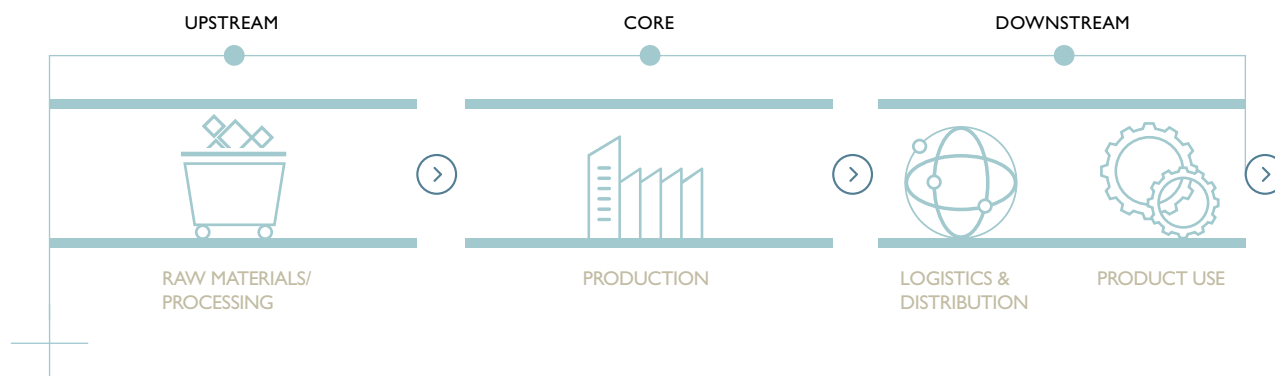 UPSTREAM
CORE
DOWNSTREAM
RAW MATERIALS/
PROCESSING
PRODUCTION
LOGISTICS &
DISTRIBUTION
PRODUCT USE